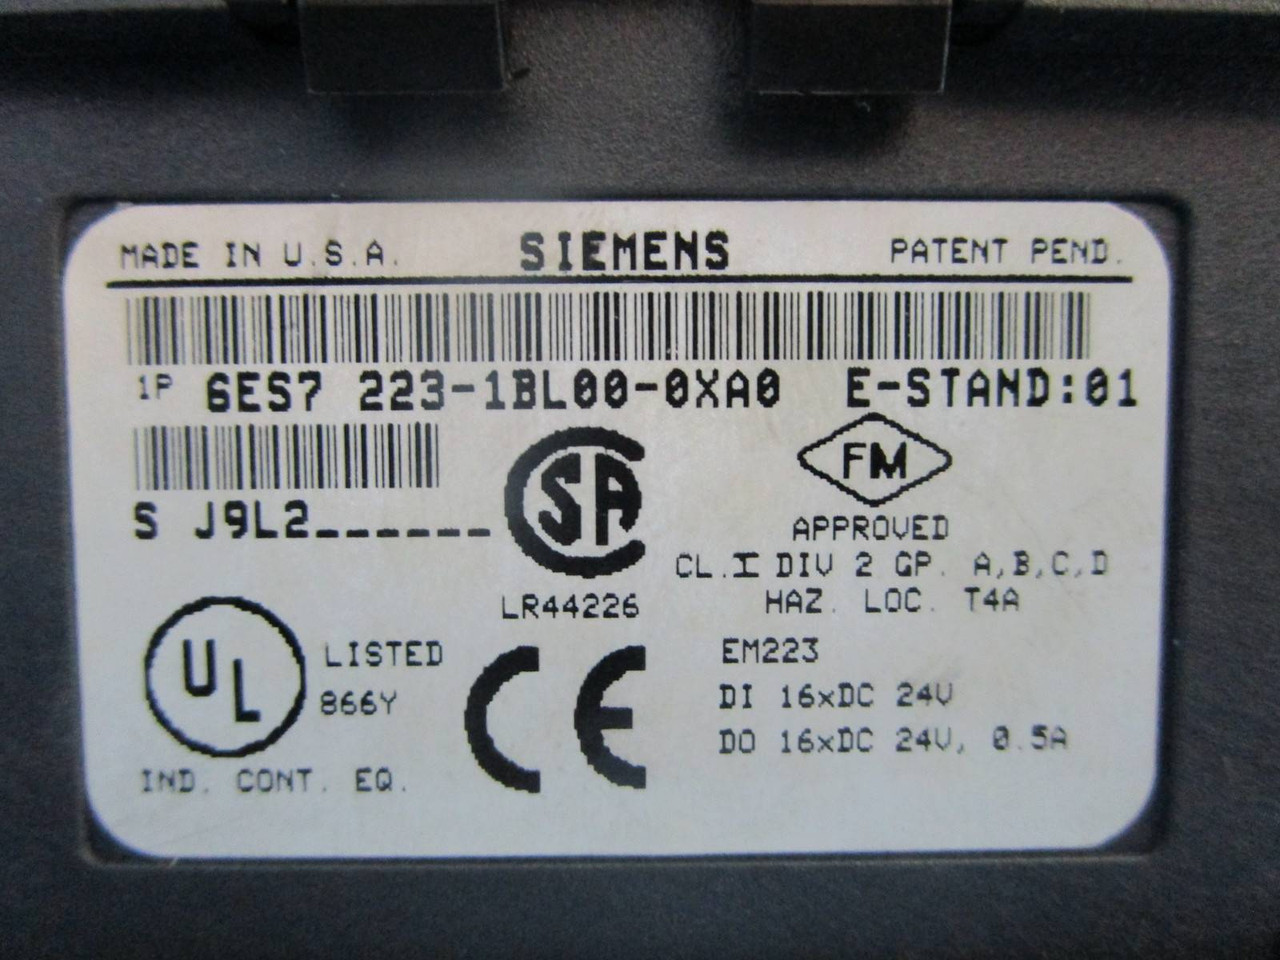 MADE IN U.S.A. SIEMENS PATENT PEND.
1P 6ES7 223-1BL00-0XA0 E-STAND:01
S J9L2______
SA
FM
APPROVED
CL.I DIV 2 GP. A,B,C,D
HAZ. LOC. T4A
LR44226
UL LISTED
866Y
IND. CONT. EQ.
CE
EM223
DI 16xDC 24V
DO 16xDC 24V, 0.5A